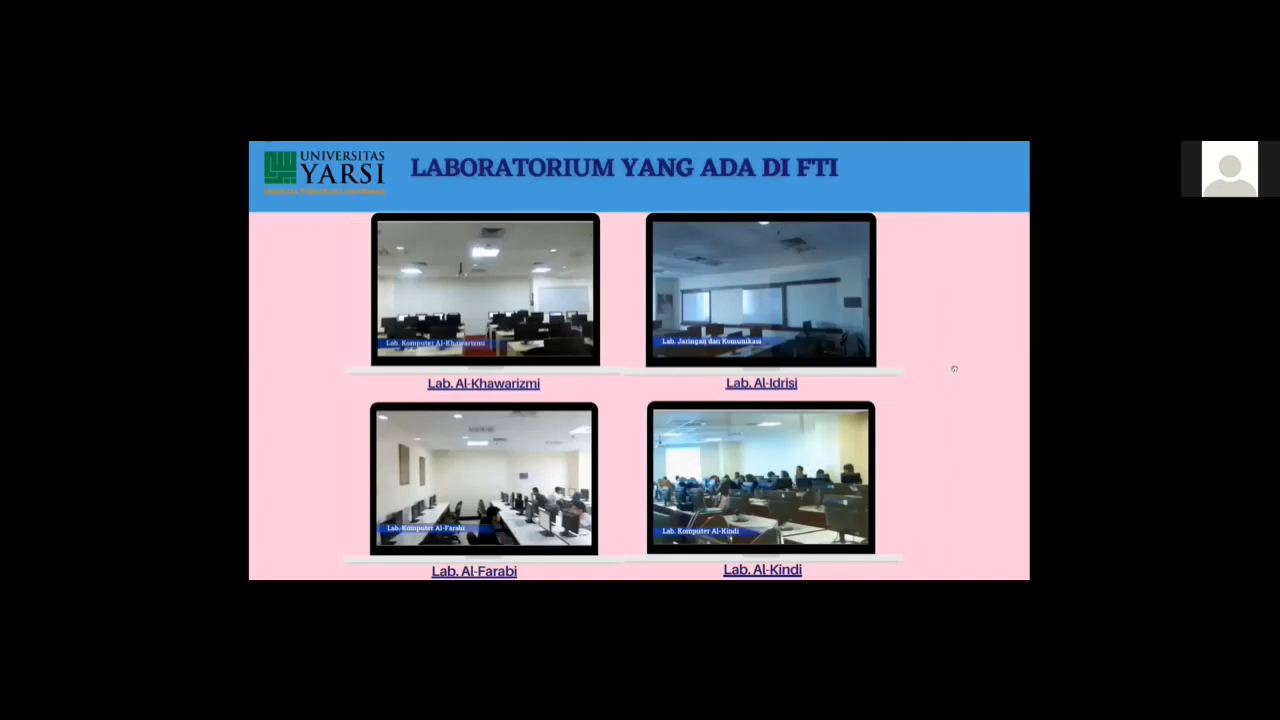 UNIVERSITAS
YARSI
LABORATORIUM YANG ADA DI FTI
Lab. Komputer Al-Khawarizmi
Lab. Jaringan dan Komunikasi
Lab. Al-Khawarizmi
Lab. Al-Idrisi
Lab. Komputer Al-Farabi
Lab. Komputer Al-Kindi
Lab. Al-Farabi
Lab. Al-Kindi